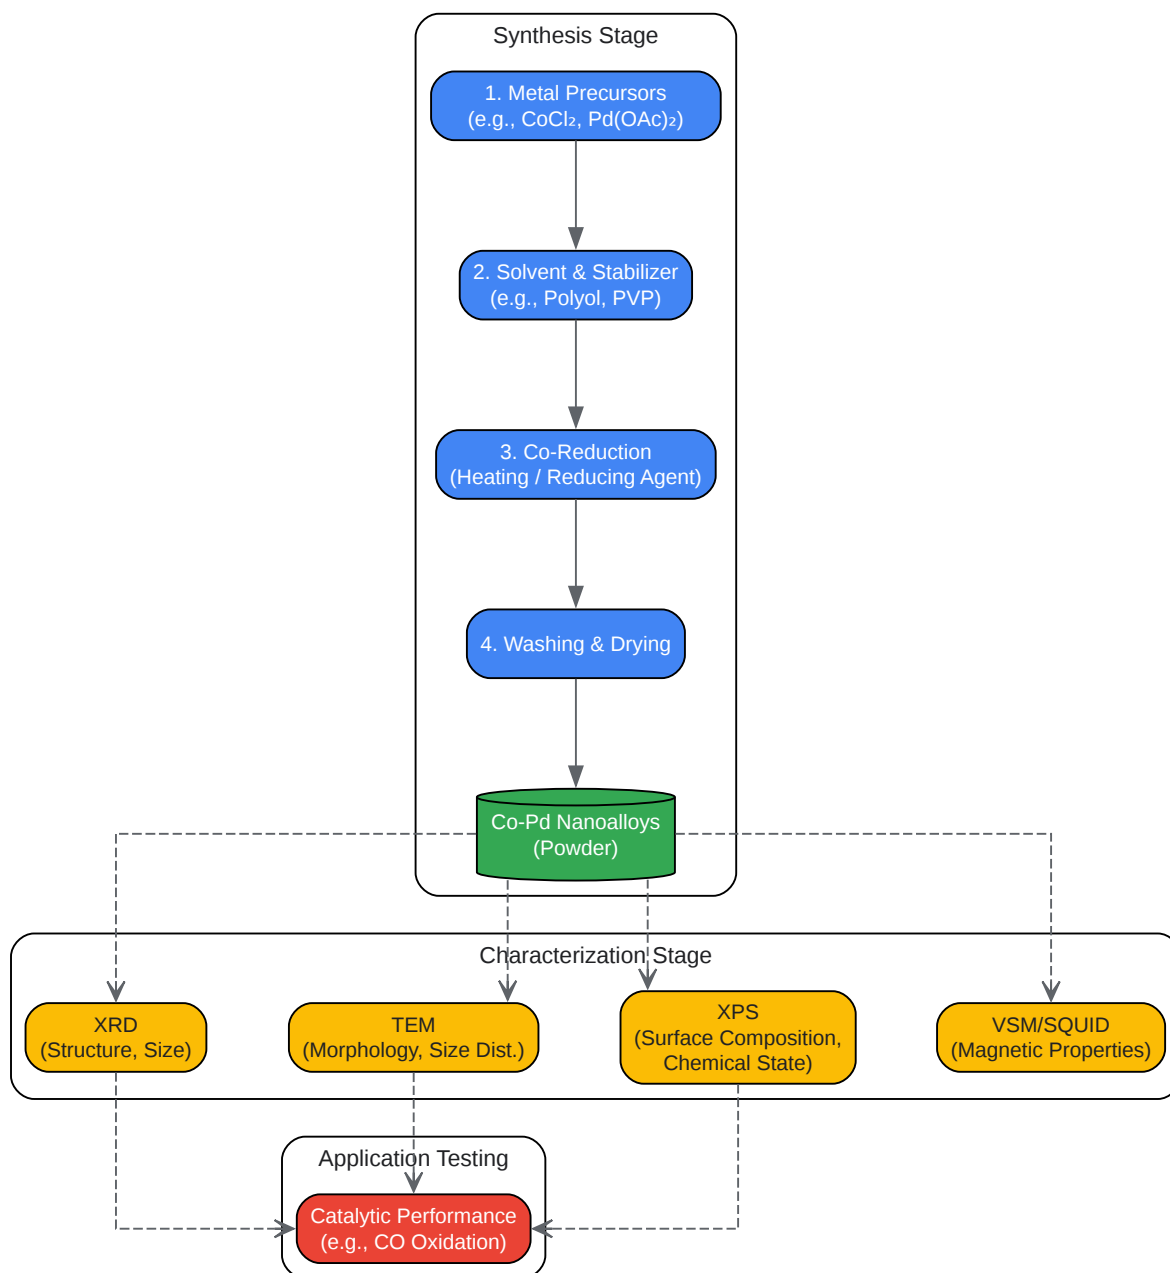 Synthesis Stage
1. Metal Precursors
(e.g., CoCl₂, Pd(OAc)₂)
2. Solvent & Stabilizer
(e.g., Polyol, PVP)
3. Co-Reduction
(Heating / Reducing Agent)
4. Washing & Drying
Co-Pd Nanoalloys
(Powder)
Characterization Stage
XRD
(Structure, Size)
TEM
(Morphology, Size Dist.)
XPS
(Surface Composition,
Chemical State)
VSM/SQUID
(Magnetic Properties)
Application Testing
Catalytic Performance
(e.g., CO Oxidation)